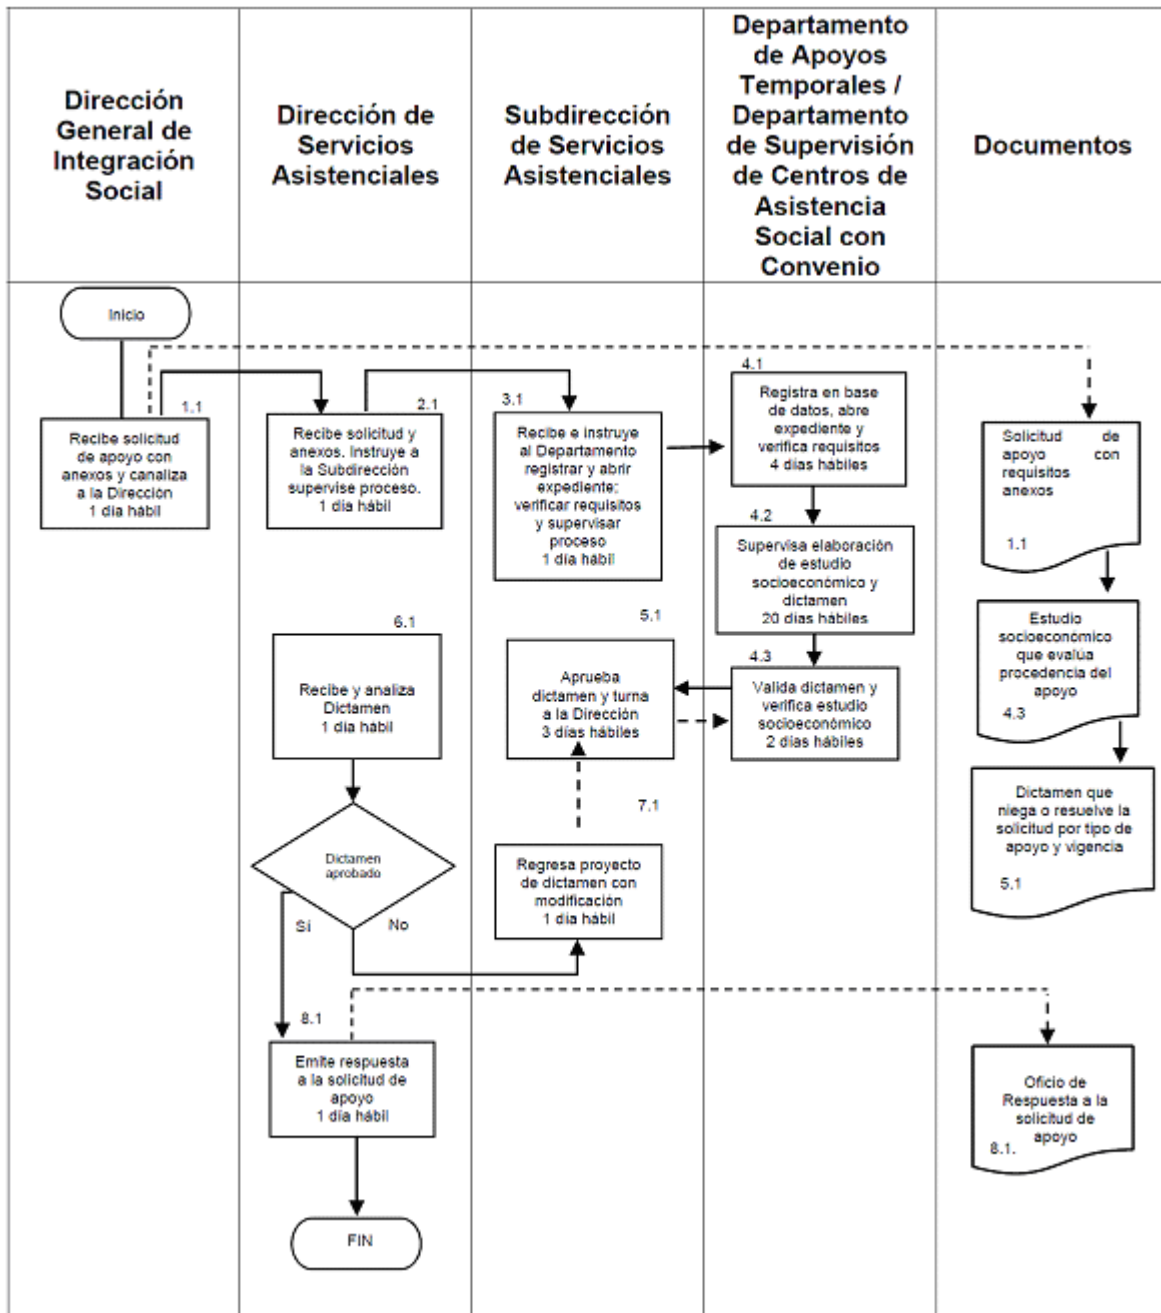 Dirección
General de
Integración
Social
Dirección de
Servicios
Asistenciales
Subdirección
de Servicios
Asistenciales
Departamento
de Apoyos
Temporales /
Departamento
de Supervisión
de Centros de
Asistencia
Social con
Convenio
Documentos
Inicio
1.1
Recibe solicitud
de apoyo con
anexos y canaliza
a la Dirección
1 día hábil
2.1
Recibe solicitud y
anexos. Instruye a
la Subdirección
supervise proceso.
1 día hábil
3.1
Recibe e instruye
al Departamento
registrar y abrir
expediente;
verificar requisitos
y supervisar
proceso
1 día hábil
4.1
Registra en base
de datos, abre
expediente y
verifica requisitos
4 días hábiles
Solicitud de
apoyo con
requisitos
anexos
1.1
4.2
Supervisa elaboración
de estudio
socioeconómico y
dictamen
20 días hábiles
Estudio
socioeconómico
que evalúa
procedencia del
apoyo
4.3
4.3
Valida dictamen y
verifica estudio
socioeconómico
2 días hábiles
5.1
Aprueba
dictamen y turna
a la Dirección
3 días hábiles
6.1
Recibe y analiza
Dictamen
1 día hábil
Dictamen que
niega o resuelve la
solicitud por tipo de
apoyo y vigencia
5.1
Dictamen
aprobado
Sí
No
7.1
Regresa proyecto
de dictamen con
modificación
1 día hábil
8.1
Emite respuesta
a la solicitud de
apoyo
1 día hábil
Oficio de
Respuesta a la
solicitud de
apoyo
8.1.
FIN